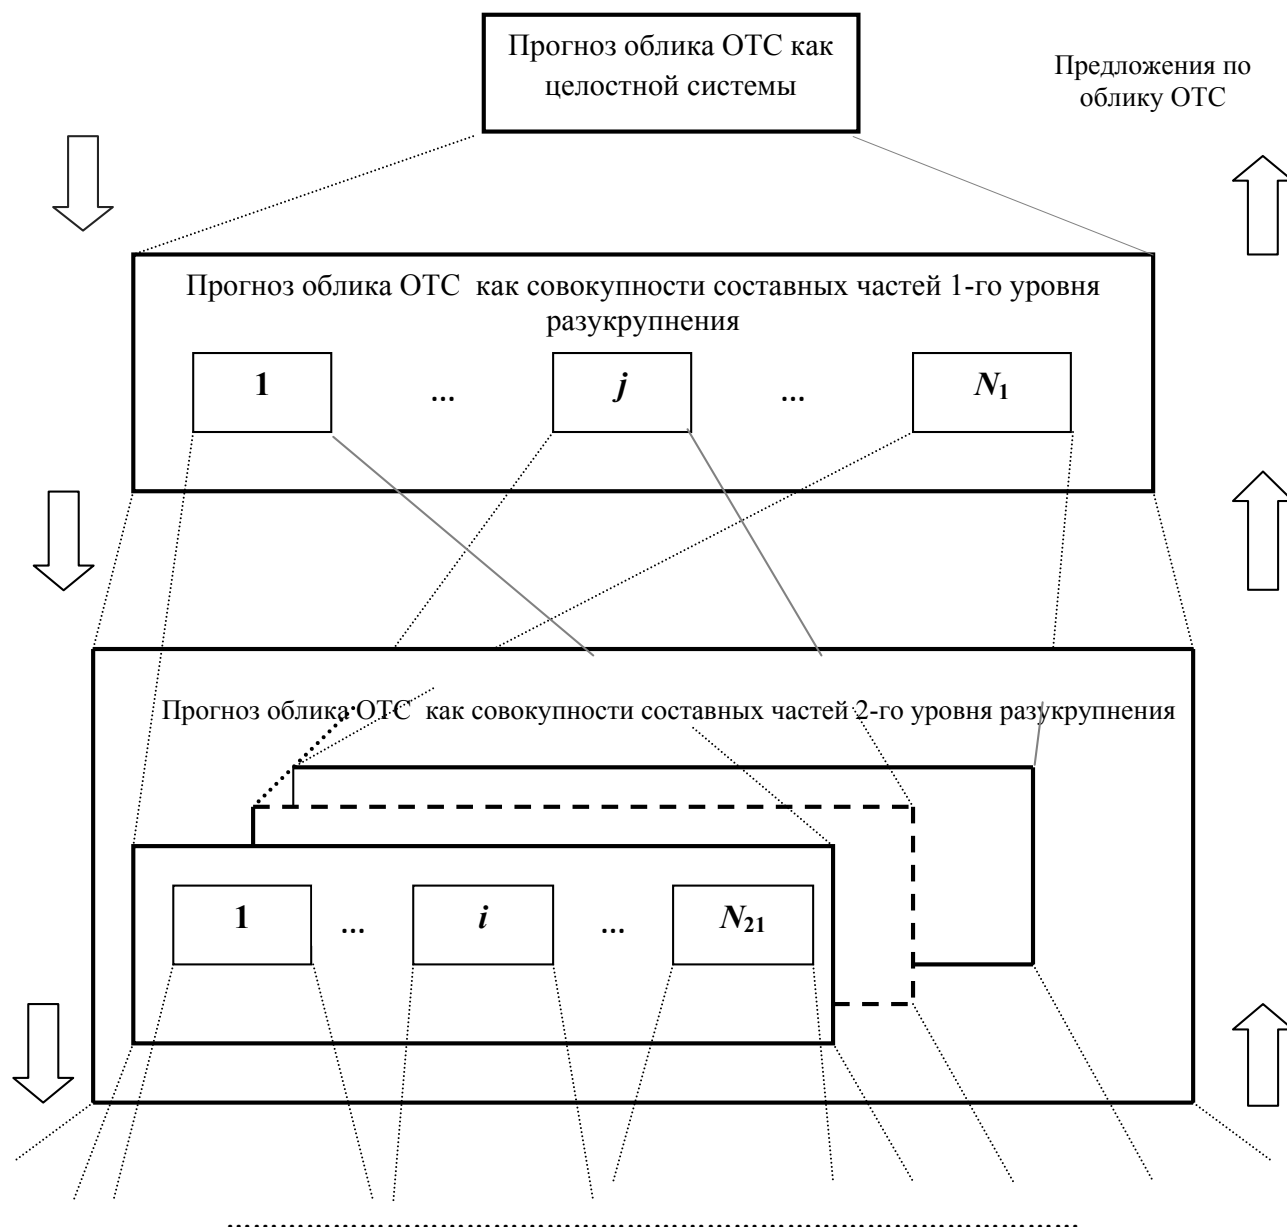 Прогноз облика ОТС как
целостной системы
Предложения по
облику ОТС
Прогноз облика ОТС как совокупности составных частей 1-го уровня
разукрупнения
1 ... j ... N1
Прогноз облика ОТС как совокупности составных частей 2-го уровня разукрупнения
1 ... i ... N21